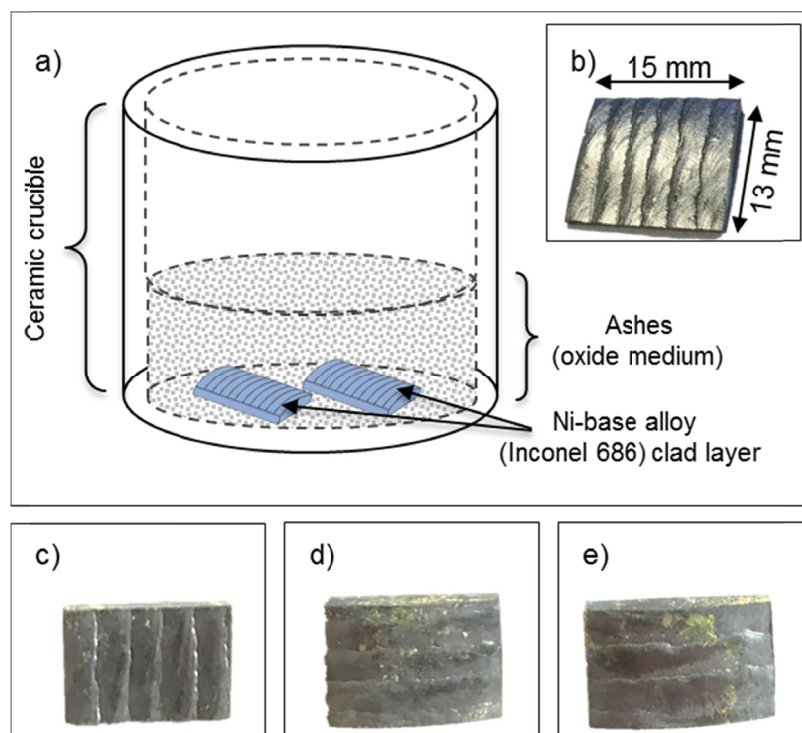 a)
Ceramic crucible
Ashes
(oxide medium)
Ni-base alloy
(Inconel 686) clad layer
b)
15 mm
13 mm
c)
d)
e)